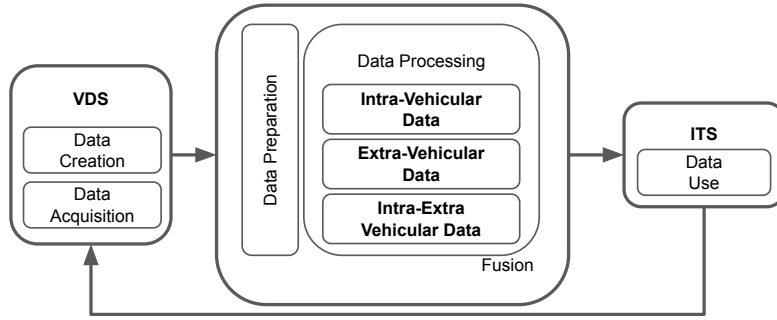 VDS
Data
Creation
Data
Acquisition
Data Preparation
Data Processing
Intra-Vehicular
Data
Extra-Vehicular
Data
Intra-Extra
Vehicular Data
Fusion
ITS
Data
Use